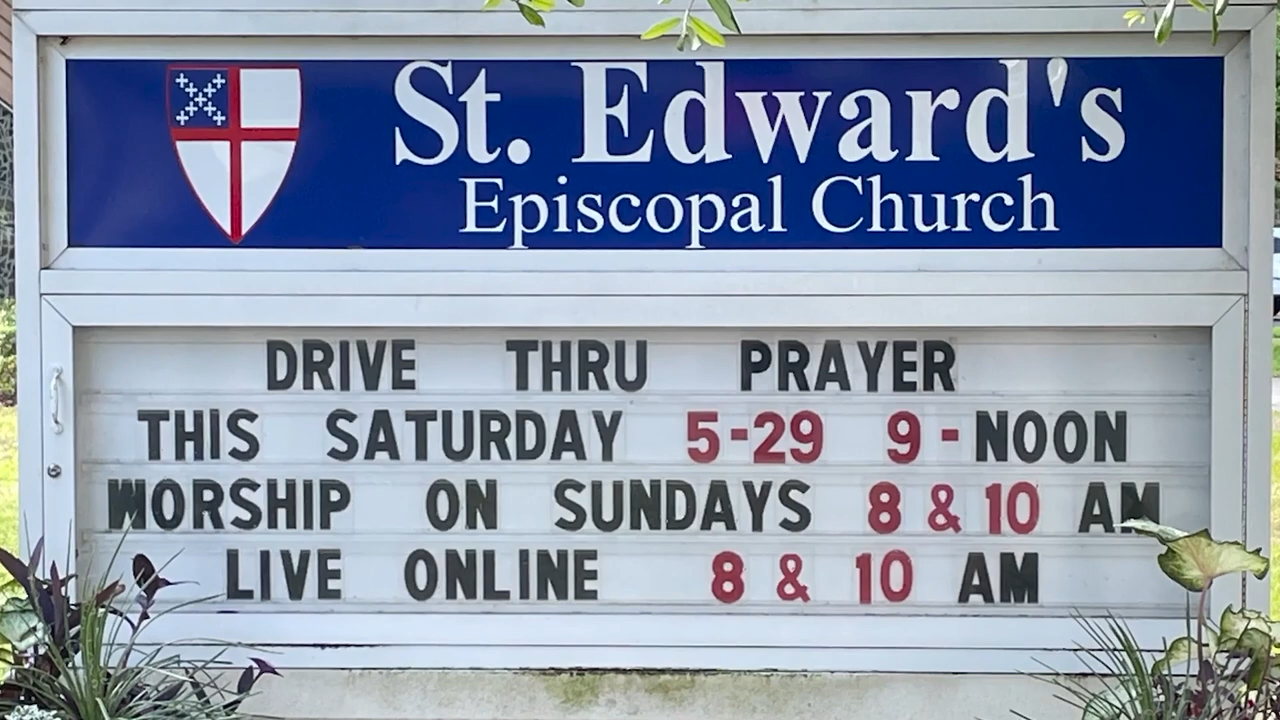 St. Edward's
Episcopal Church
DRIVE THRU PRAYER
THIS SATURDAY 5-29 9-NOON
WORSHIP ON SUNDAYS 8 & 10 AM
LIVE ONLINE 8 & 10 AM